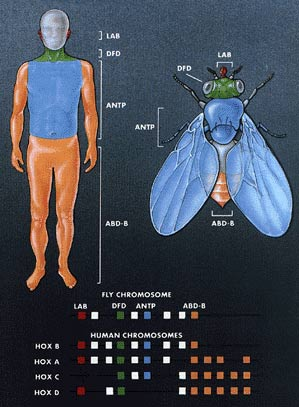 LAB
DFD
ANTP
ABD-B
LAB
DFD
ANTP
ABD-B
FLY CHROMOSOME
LAB DFD ANTP ABD-B
HUMAN CHROMOSOMES
HOX B
HOX A
HOX C
HOX D